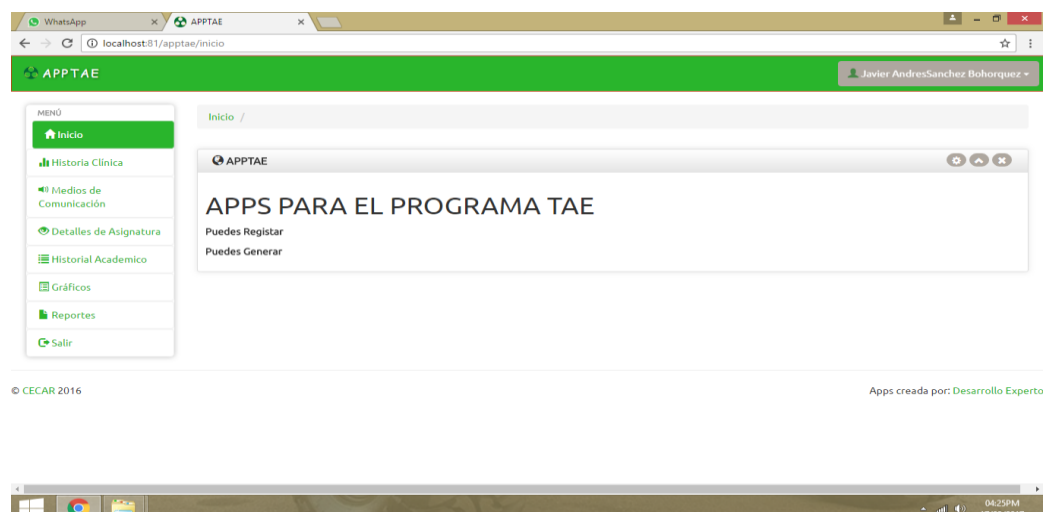 WhatsApp
APPTAE
localhost:81/apptae/inicio
APPTAE
Javier AndresSanchez Bohorquez
MENÚ
Inicio
Historia Clínica
Medios de
Comunicación
Detalles de Asignatura
Historial Academico
Gráficos
Reportes
Salir
Inicio /
APPTAE
APPS PARA EL PROGRAMA TAE
Puedes Registar
Puedes Generar
© CECAR 2016
Apps creada por: Desarrollo Experto
04:25PM